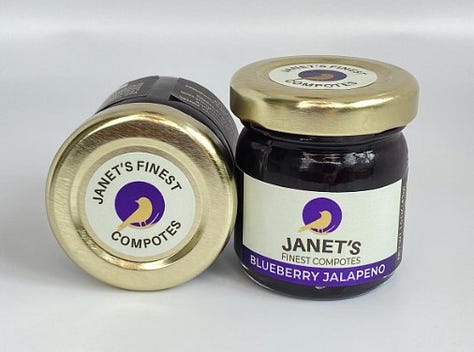 JANET'S FINEST
COMPOTES
JANET'S FINEST
COMPOTES
JANET'S
FINEST COMPOTES
BLUEBERRY JALAPENO